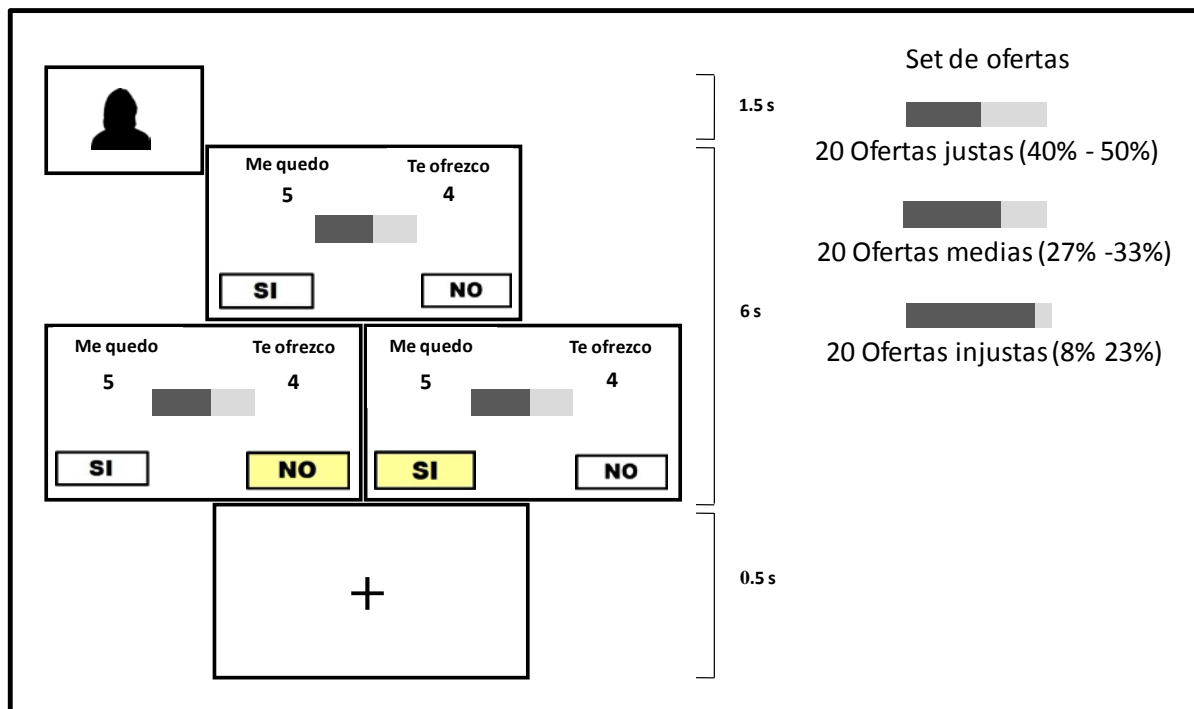 Me quedo Te ofrezco
5 4
SI NO
Me quedo Te ofrezco
5 4
SI NO
Me quedo Te ofrezco
5 4
SI NO
+
1.5 s
6 s
0.5 s
Set de ofertas
20 Ofertas justas (40% - 50%)
20 Ofertas medias (27% -33%)
20 Ofertas injustas (8% 23%)